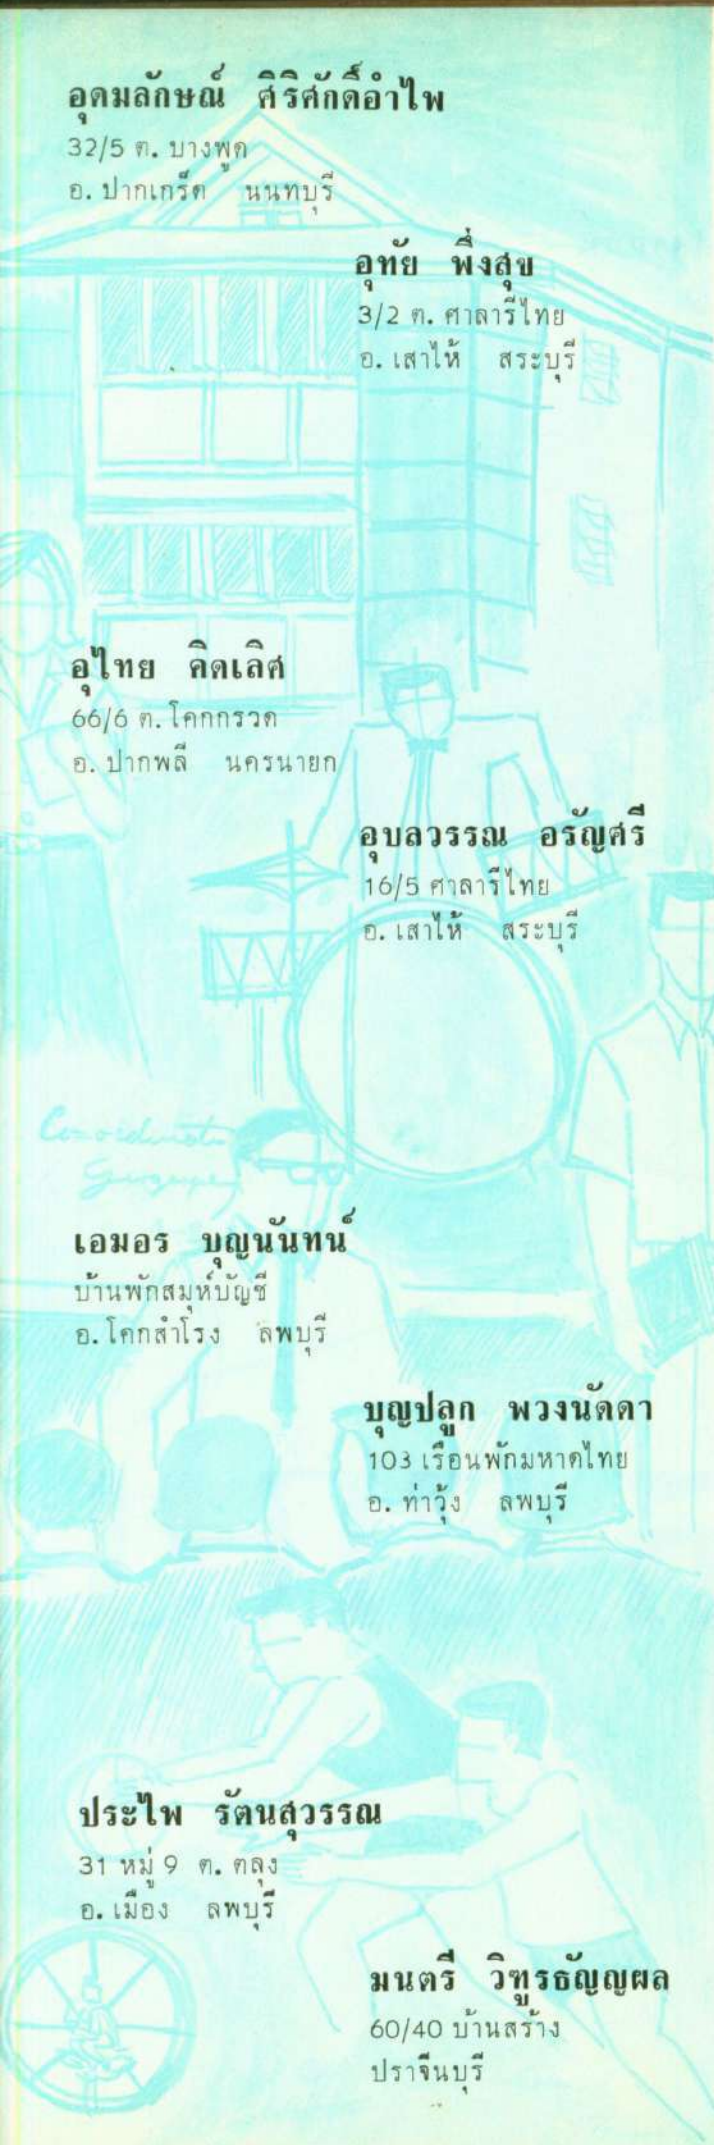 อุดมลักษณ์ ศิริศักดิ์อำไพ
32/5 ต. บางพูด
อ. ปากเกร็ด นนทบุรี
อุทัย พึ่งสุข
3/2 ต. ศาลารีไทย
อ. เสาไห้ สระบุรี
อุไทย คิดเลิศ
66/6 ต. โคกกรวด
อ. ปากพลี นครนายก
อุบลวรรณ อรัญศรี
16/5 ศาลารีไทย
อ. เสาไห้ สระบุรี
เอมอร บุญนันทน์
บ้านพักสมุห์บัญชี
อ. โคกสำโรง ลพบุรี
บุญปลูก พวงนัดดา
103 เรือนพักมหาดไทย
อ. ท่าวุ้ง ลพบุรี
ประไพ รัตนสุวรรณ
31 หมู่ 9 ต. ตลุง
อ. เมือง ลพบุรี
มนตรี วิฑูรธัญญผล
60/40 บ้านสร้าง
ปราจีนบุรี